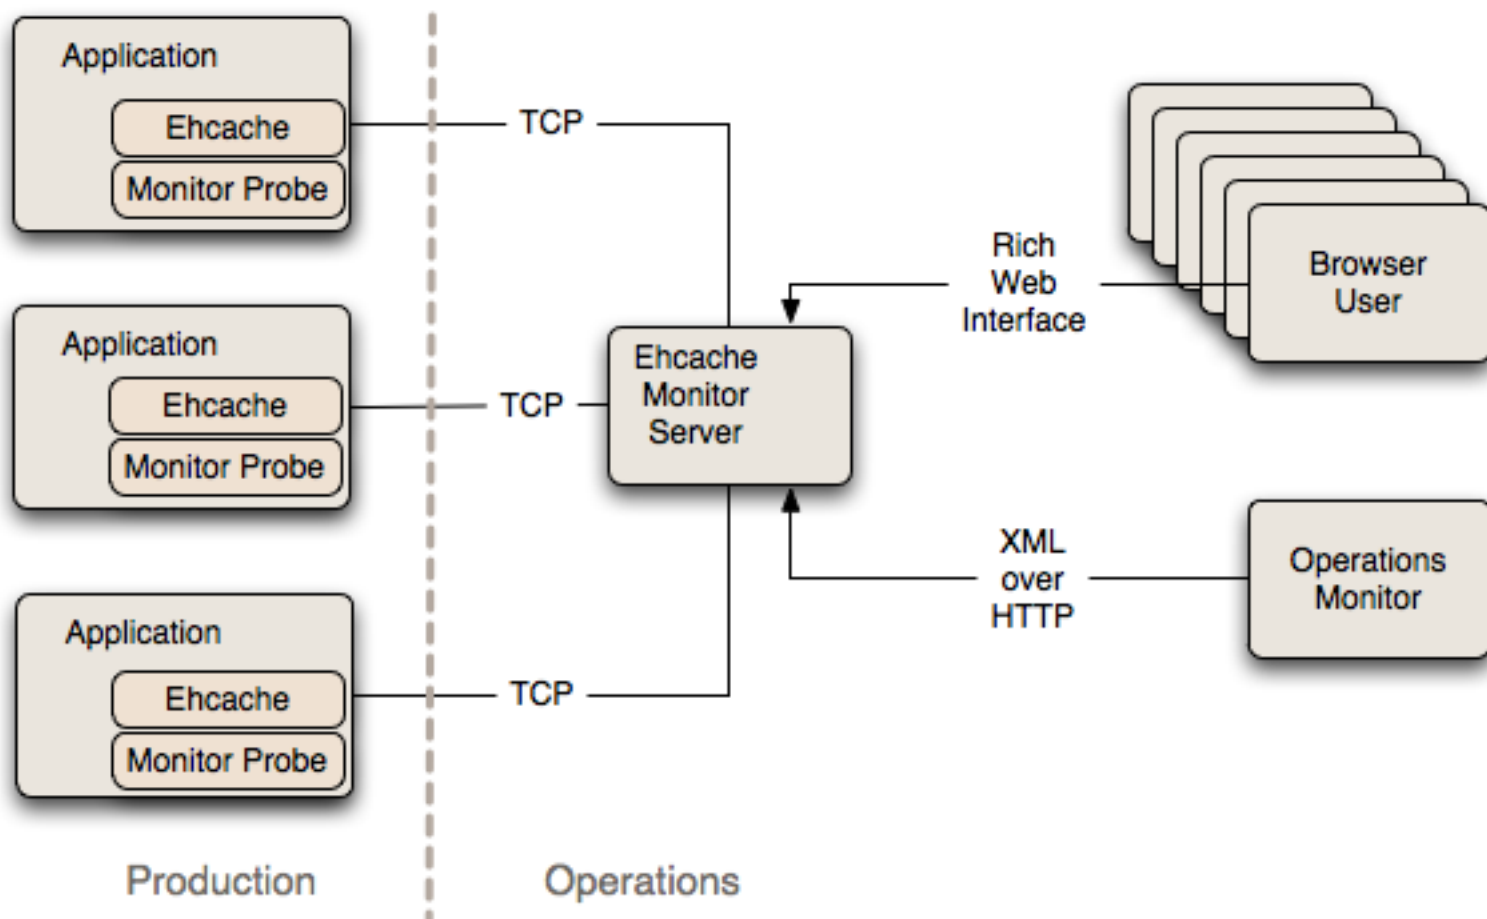 Application
Ehcache
Monitor Probe
TCP
Application
Ehcache
Monitor Probe
TCP
Application
Ehcache
Monitor Probe
TCP
Ehcache
Monitor
Server
Rich
Web
Interface
Browser
User
XML
over
HTTP
Operations
Monitor
Production
Operations